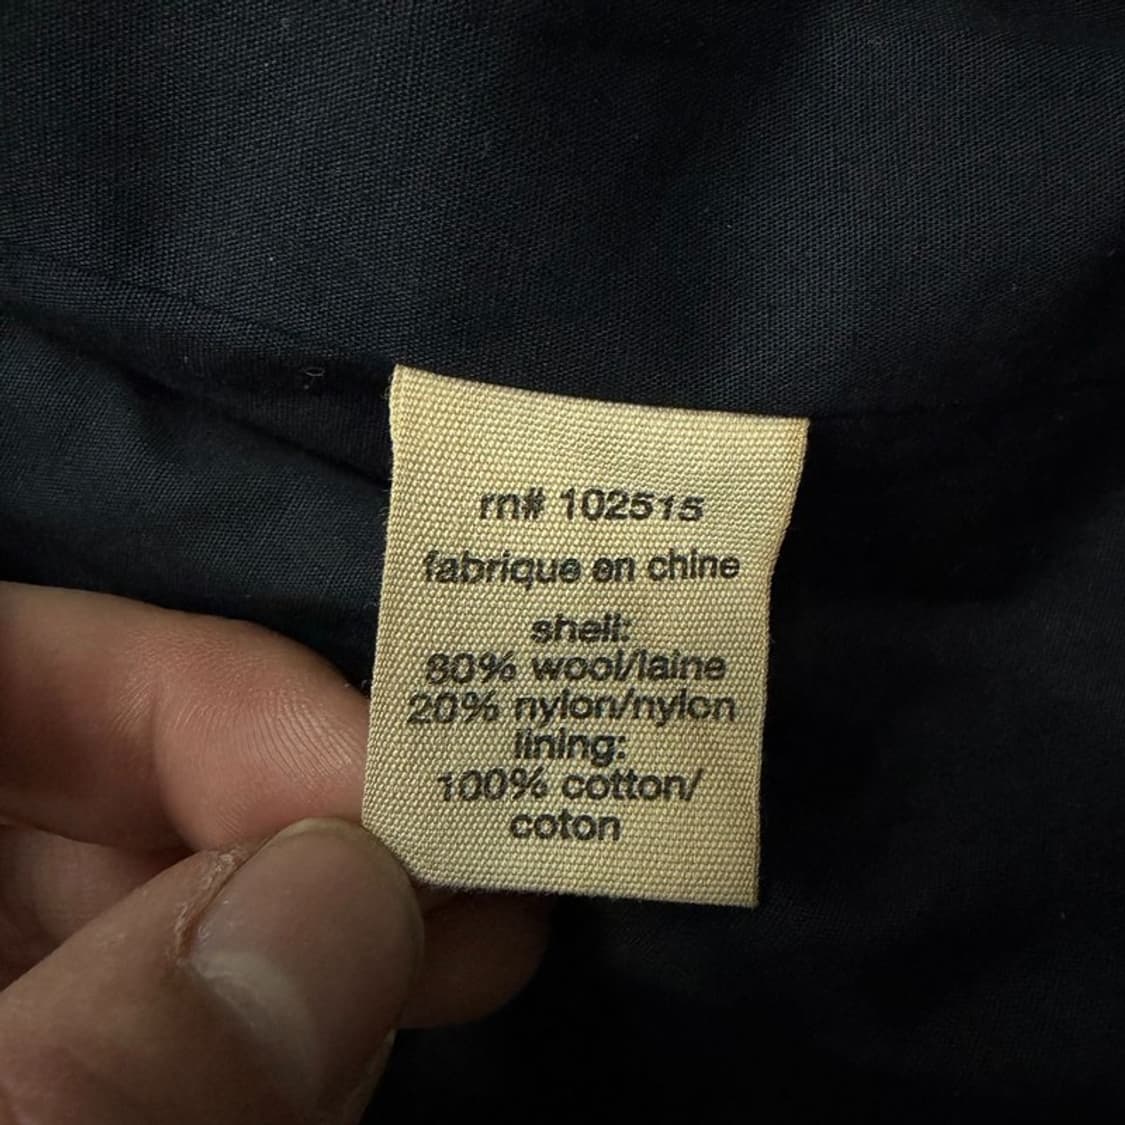 rn# 102515
fabrique en chine
shell:
80% wool/laine
20% nylon/nylon
lining:
100% cotton/
coton